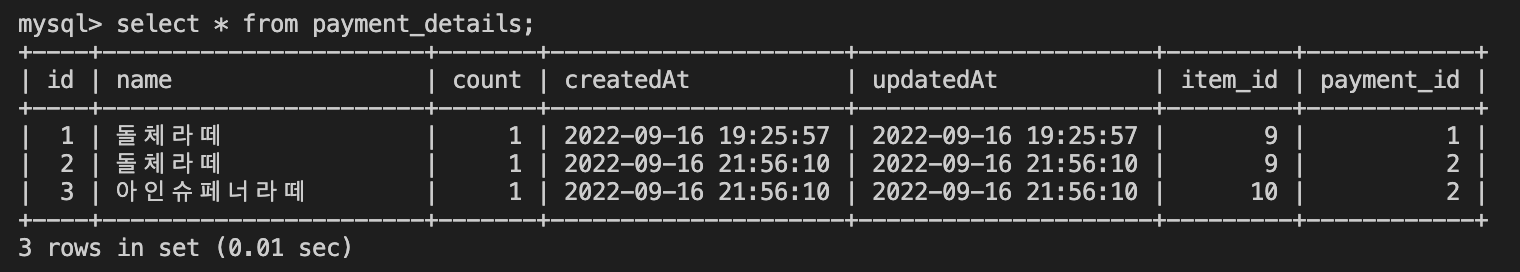 mysql> select * from payment_details;
+----+-----------------------+-------+---------------------+---------------------+---------+------------+
| id | name                  | count | createdAt           | updatedAt           | item_id | payment_id |
+----+-----------------------+-------+---------------------+---------------------+---------+------------+
|  1 | 돌체라떼              |     1 | 2022-09-16 19:25:57 | 2022-09-16 19:25:57 |       9 |          1 |
|  2 | 돌체라떼              |     1 | 2022-09-16 21:56:10 | 2022-09-16 21:56:10 |       9 |          2 |
|  3 | 아인슈페너라떼        |     1 | 2022-09-16 21:56:10 | 2022-09-16 21:56:10 |      10 |          2 |
+----+-----------------------+-------+---------------------+---------------------+---------+------------+
3 rows in set (0.01 sec)